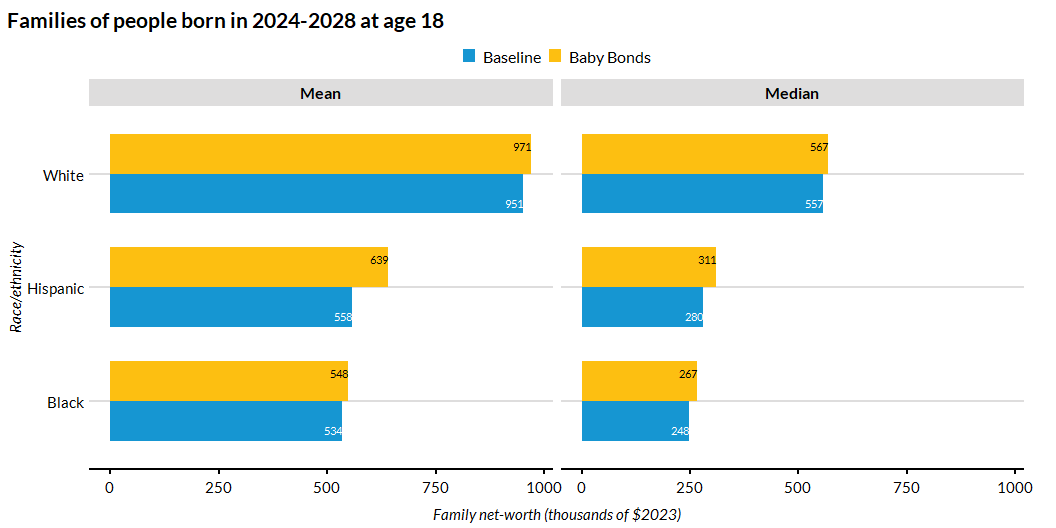 Families of people born in 2024-2028 at age 18
Baseline Baby Bonds
Mean Median
Race/ethnicity
White
971
951
567
557
Hispanic
639
558
311
280
Black
548
534
267
248
0 250 500 750 1000 0 250 500 750 1000
Family net-worth (thousands of $2023)